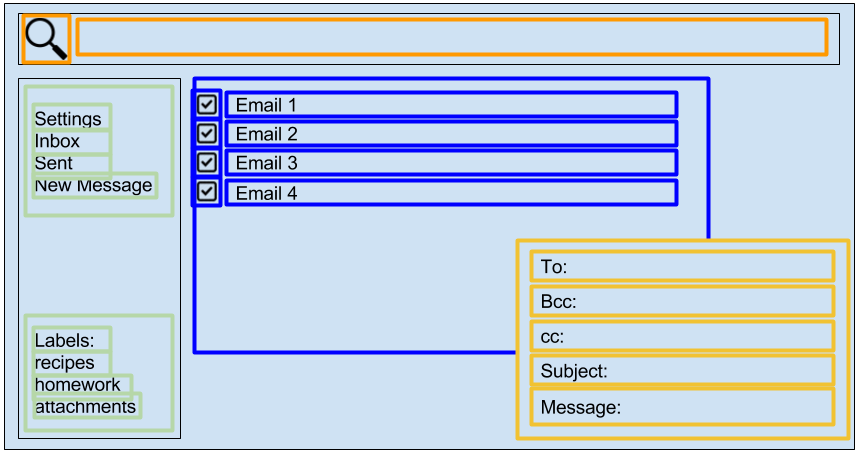 Settings
Inbox
Sent
New Message
Labels:
recipes
homework
attachments
Email 1
Email 2
Email 3
Email 4
To:
Bcc:
cc:
Subject:
Message: